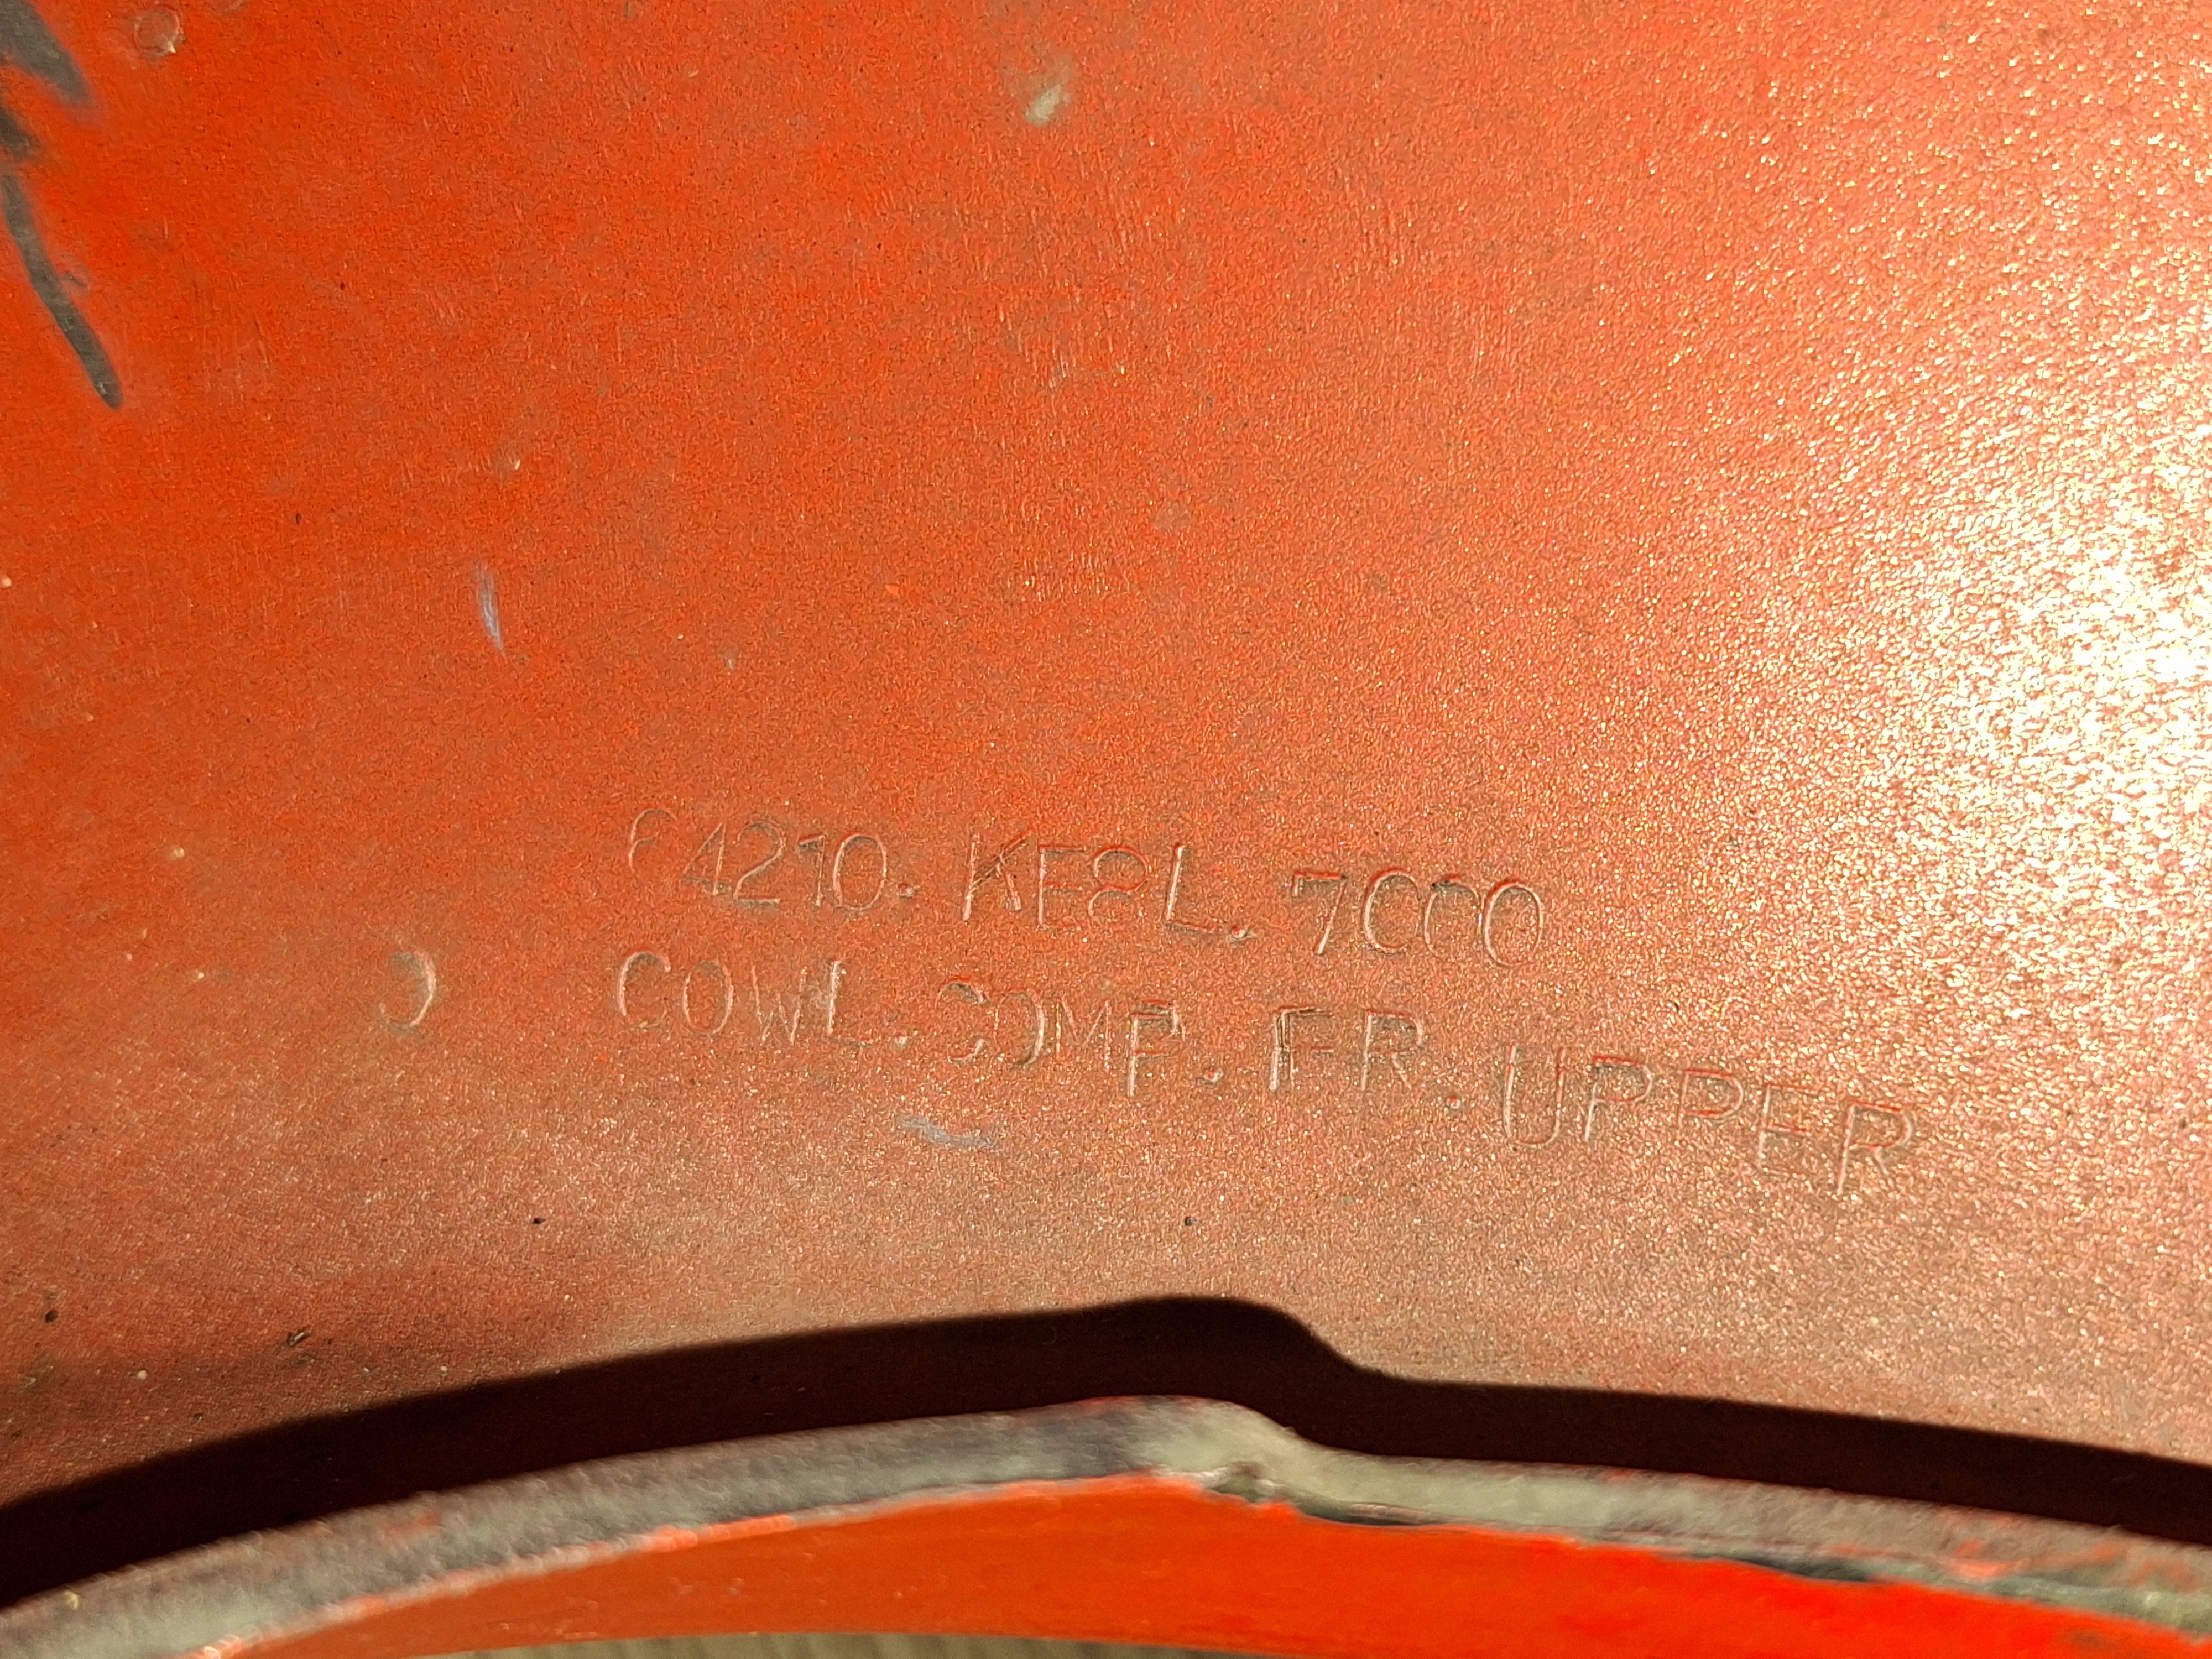 64210. KE8L. 7000
COWL. COMP. FR. UPPER